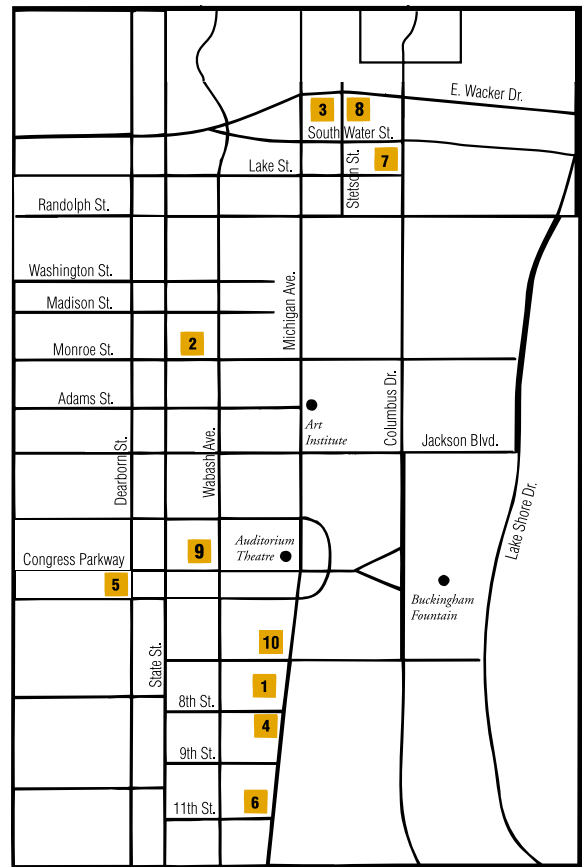 E. Wacker Dr.
3
8
South Water St.
Lake St.
7
Stetson St.
Randolph St.
Washington St.
Madison St.
Michigan Ave.
2
Monroe St.
Adams St.
Art
Institute
Columbus Dr.
Jackson Blvd.
Dearborn St.
Wabash Ave.
Lake Shore Dr.
Congress Parkway
9
Auditorium
Theatre
5
Buckingham
Fountain
State St.
10
1
8th St.
4
9th St.
6
11th St.